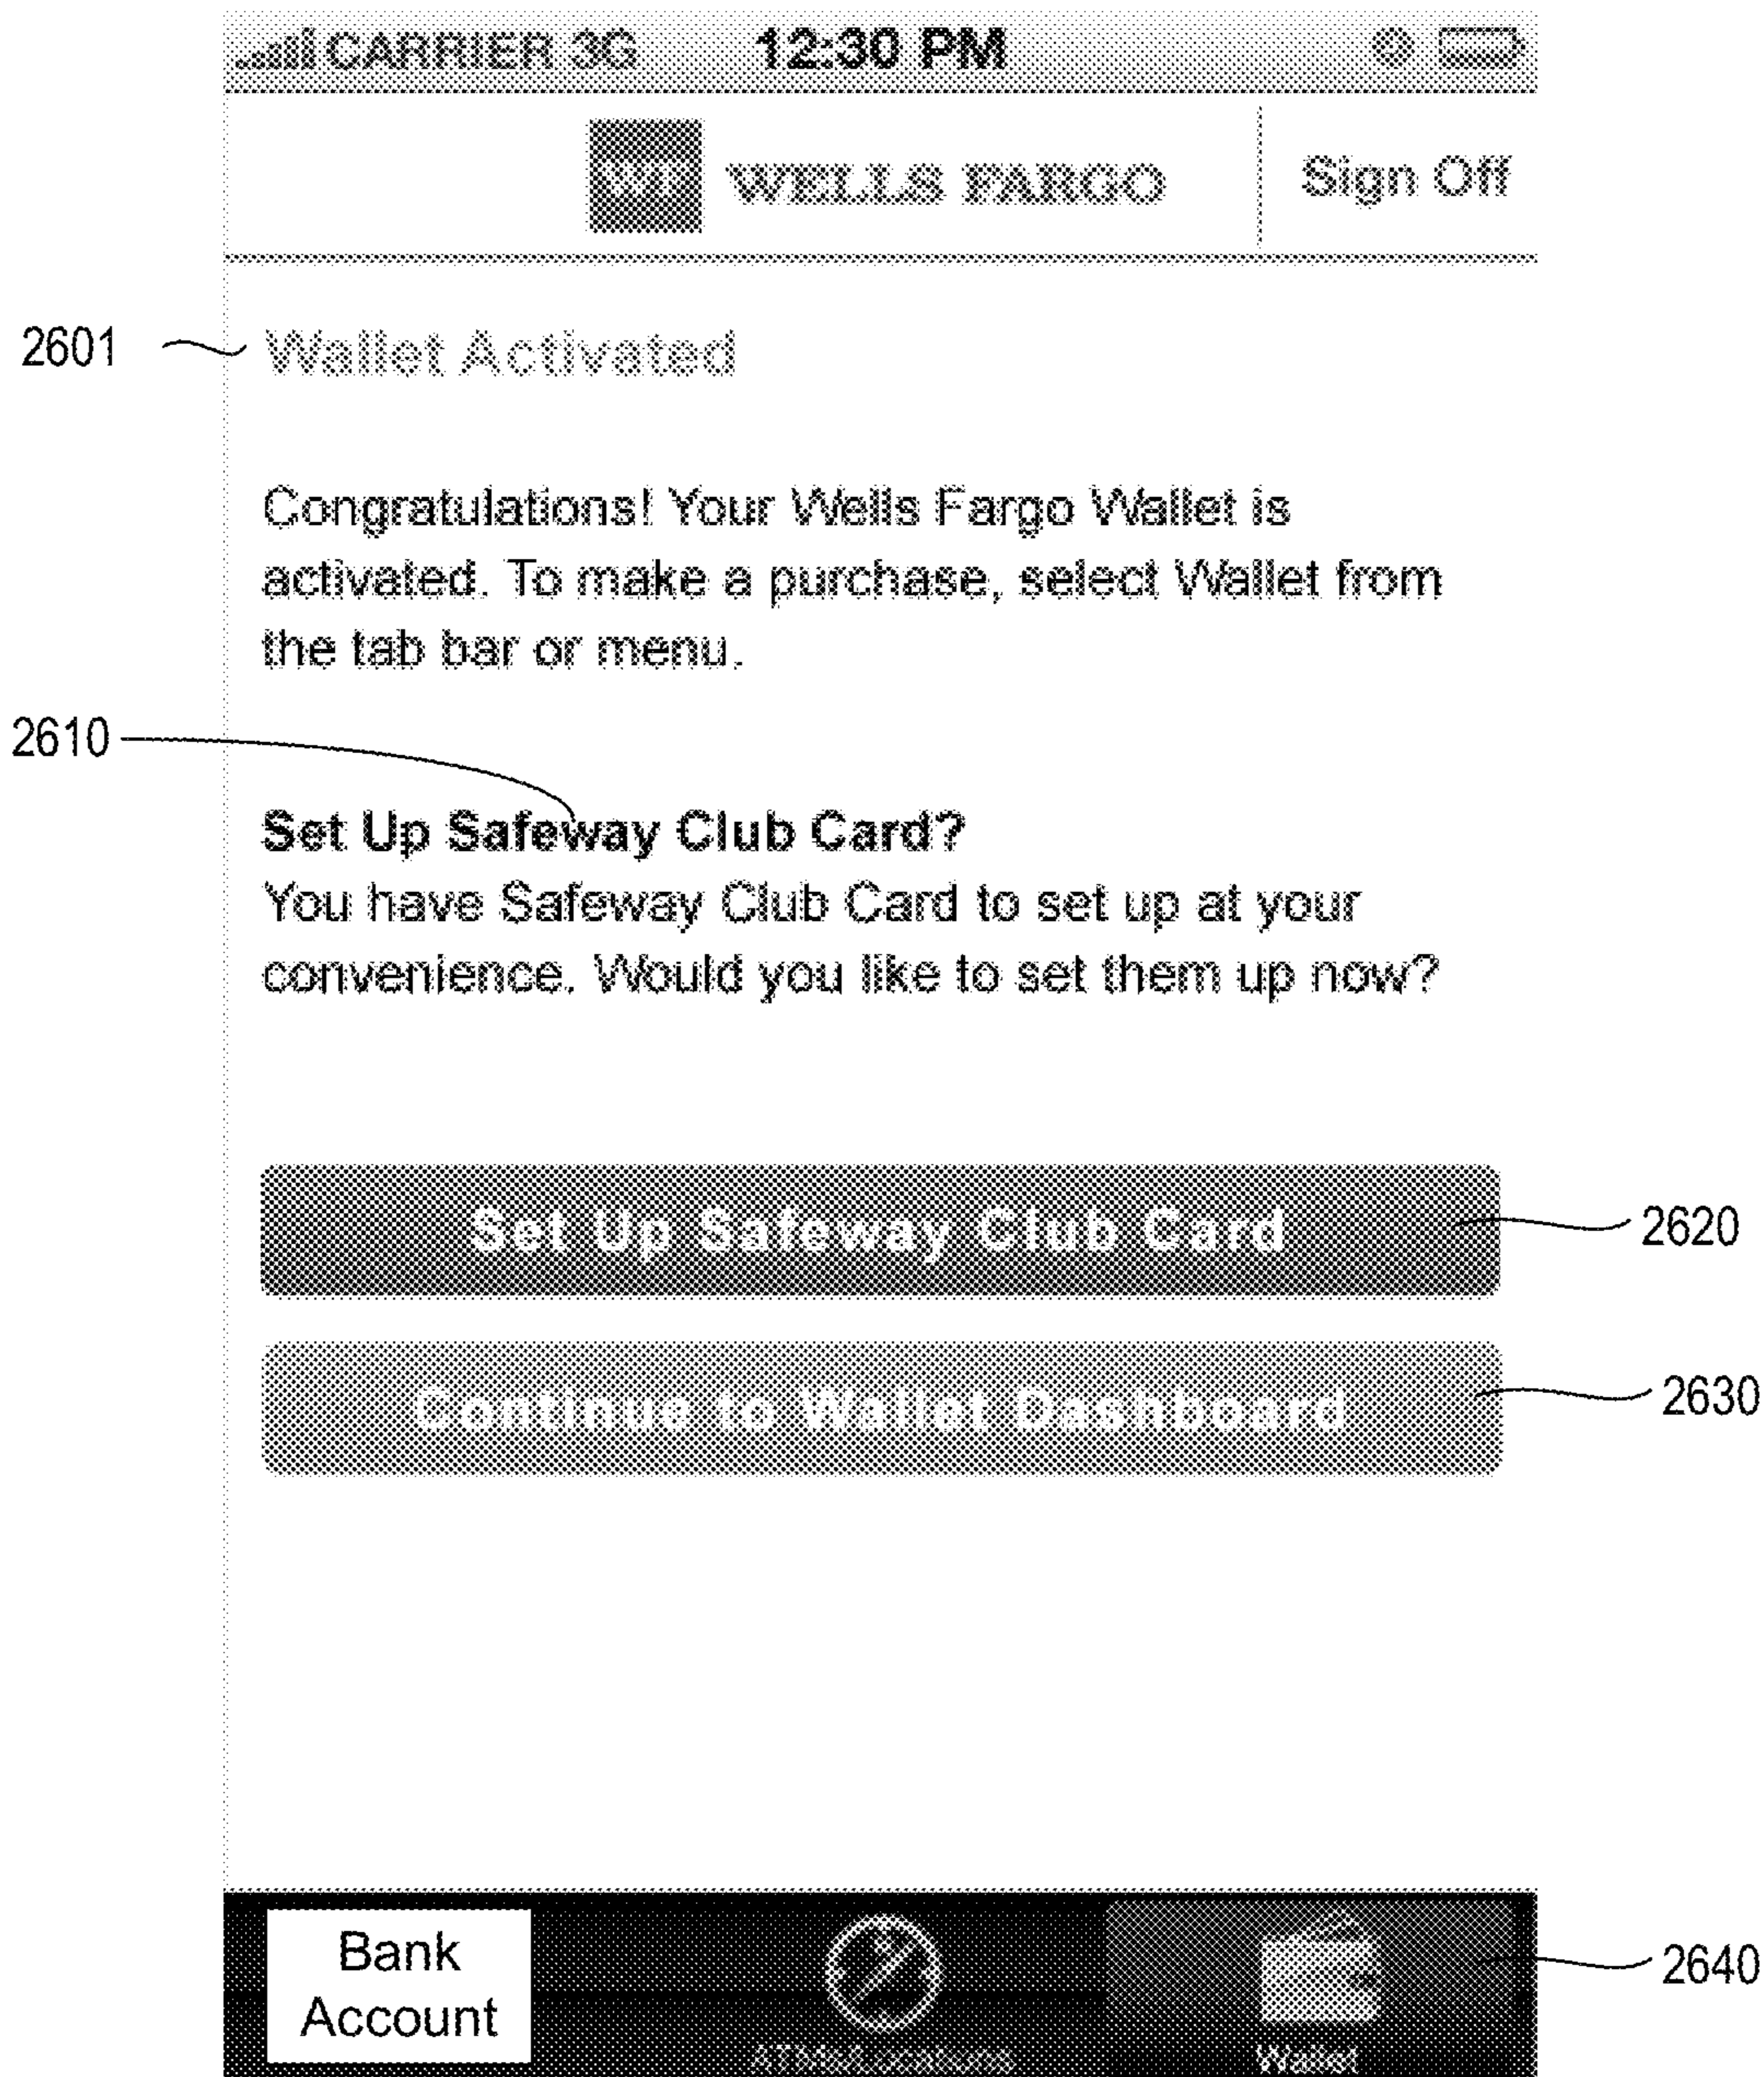 CARRIER 3G 12:30 PM
WF WELLS FARGO Sign Off
2601 Wallet Activated
Congratulations! Your Wells Fargo Wallet is
activated. To make a purchase, select Wallet from
the tab bar or menu.
2610
Set Up Safeway Club Card?
You have Safeway Club Card to set up at your
convenience. Would you like to set them up now?
Set Up Safeway Club Card 2620
Continue to Wallet Dashboard 2630
Bank
Account
2640
Wallet